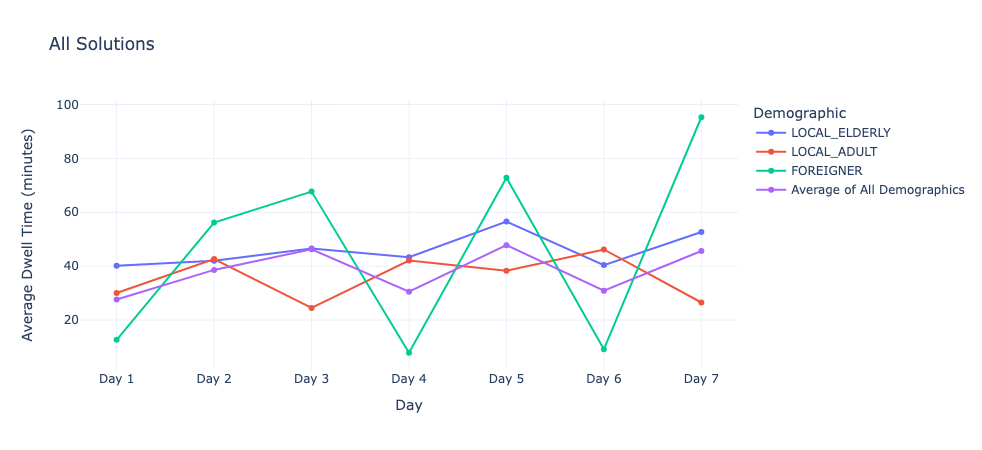 All Solutions
Average Dwell Time (minutes)
100
80
60
40
20
Day 1 Day 2 Day 3 Day 4 Day 5 Day 6 Day 7
Day
Demographic
LOCAL_ELDERLY
LOCAL_ADULT
FOREIGNER
Average of All Demographics